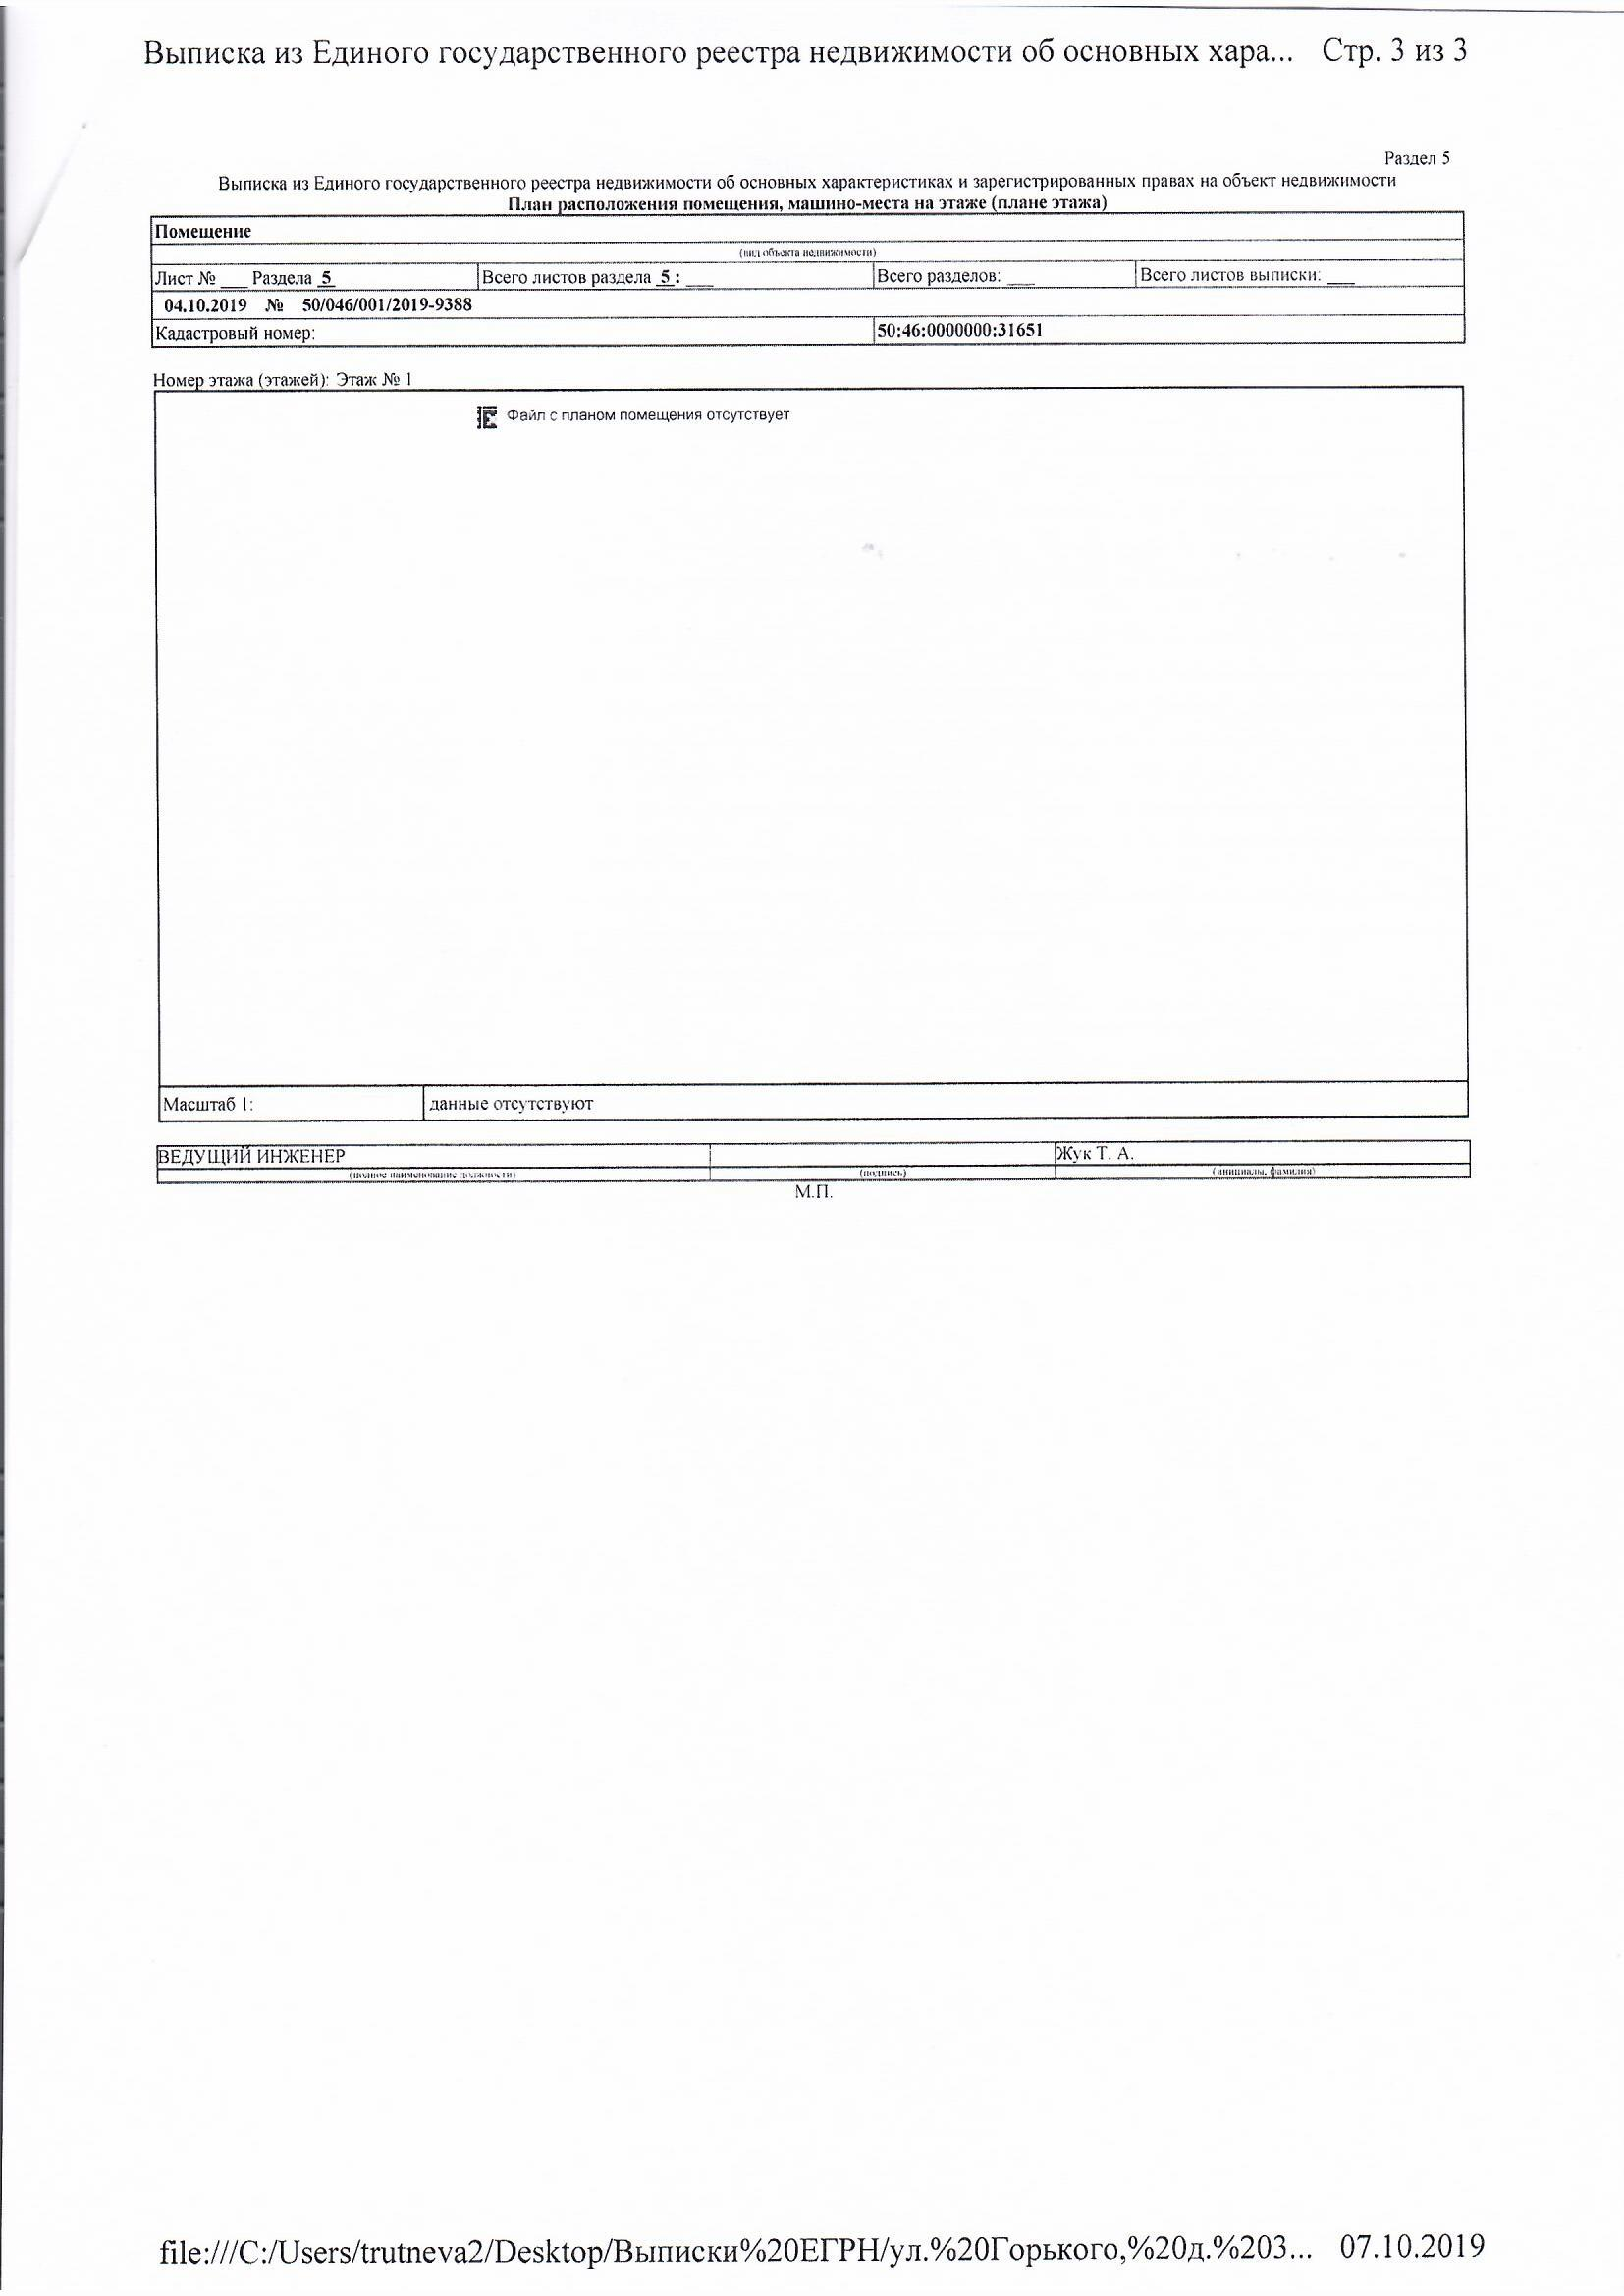 Выписка из Единого государственного реестра недвижимости об основных хара... Стр. 3 из 3
Раздел 5
Выписка из Единого государственного реестра недвижимости об основных характеристиках и зарегистрированных правах на объект недвижимости
План расположения помещения, машино-места на этаже (плане этажа)
Помещение
(вид объекта недвижимости)
Лист № ___ Раздела 5 Всего листов раздела 5 : ___ Всего разделов: ___ Всего листов выписки: ___
04.10.2019 № 50/046/001/2019-9388
Кадастровый номер: 50:46:0000000:31651
Номер этажа (этажей): Этаж № 1
Файл с планом помещения отсутствует
Масштаб 1: данные отсутствуют
ВЕДУЩИЙ ИНЖЕНЕР Жук Т. А.
(полное наименование должности) (подпись) (инициалы, фамилия)
М.П.
file:///C:/Users/trutneva2/Desktop/Выписки%20ЕГРН/ул.%20Горького,%20д.%203... 07.10.2019